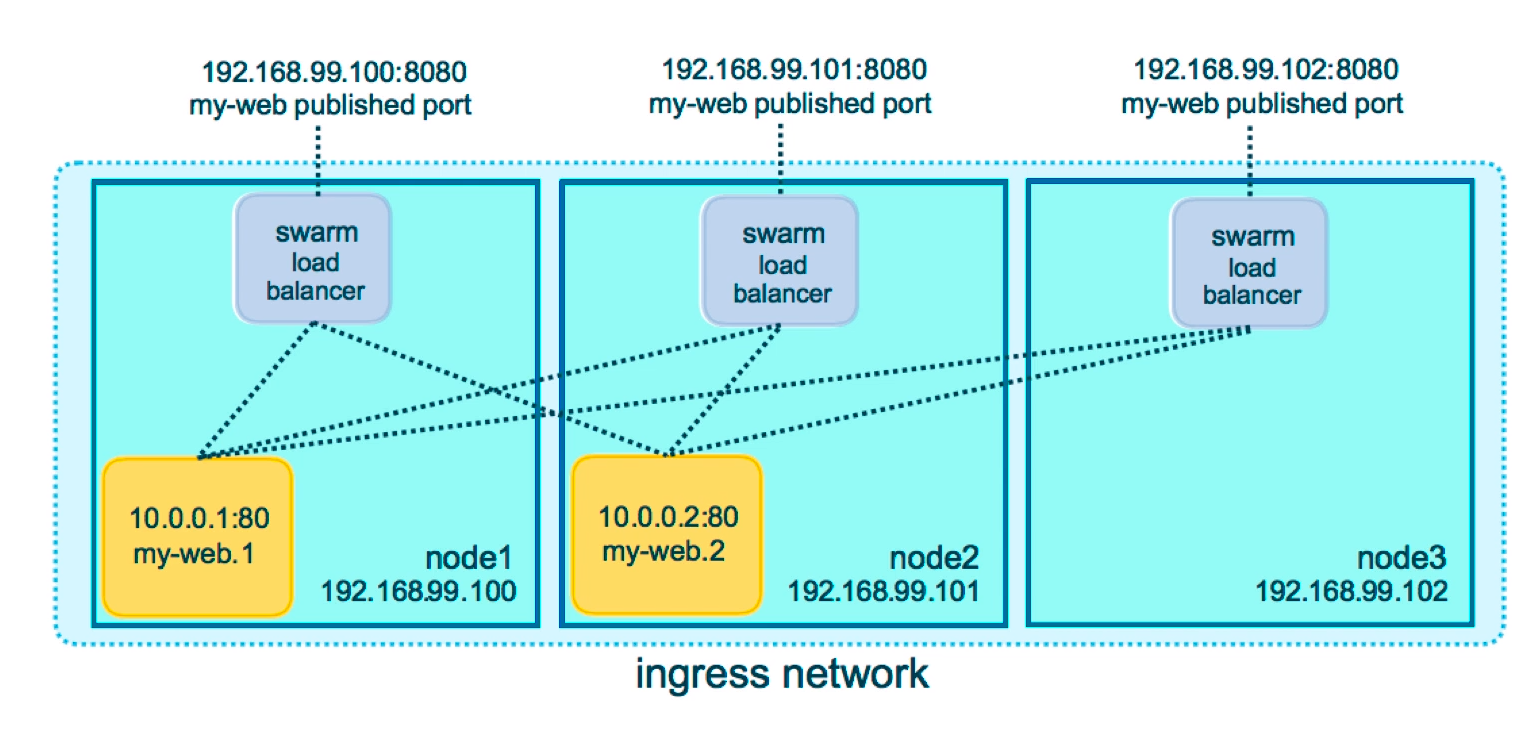 192.168.99.100:8080
my-web published port
192.168.99.101:8080
my-web published port
192.168.99.102:8080
my-web published port
swarm
load
balancer
swarm
load
balancer
swarm
load
balancer
10.0.0.1:80
my-web.1
node1
192.168.99.100
10.0.0.2:80
my-web.2
node2
192.168.99.101
node3
192.168.99.102
ingress network